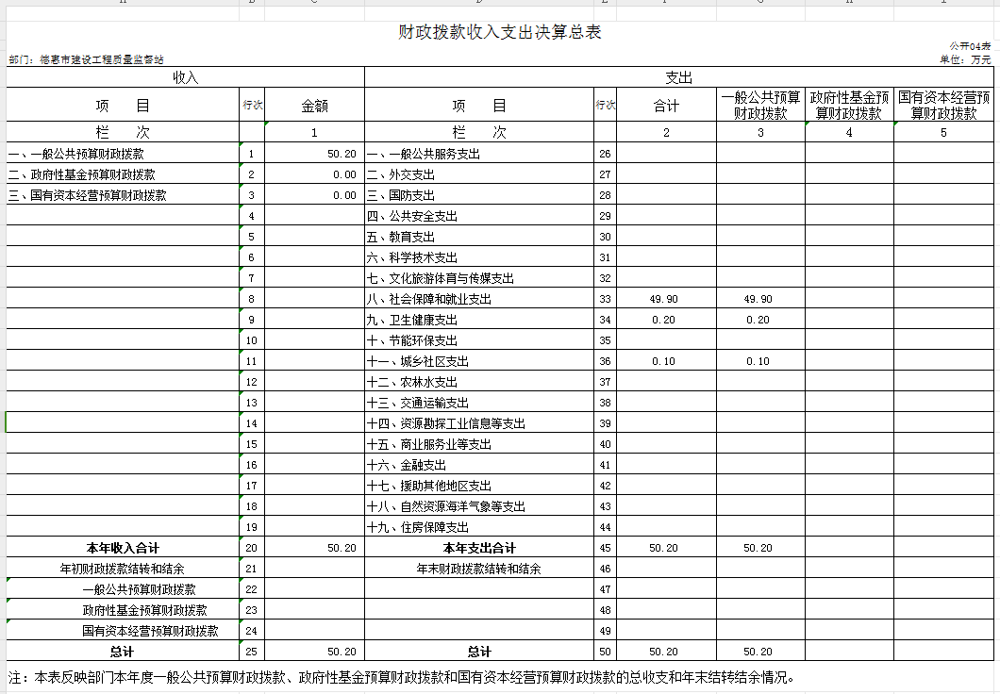 财政拨款收入支出决算总表
公开04表
部门：德惠市建设工程质量监督站 单位：万元
收入 支出
项 目 行次 金额 项 目 行次 合计 一般公共预算财政拨款 政府性基金预算财政拨款 国有资本经营预算财政拨款
栏 次 1 栏 次 2 3 4 5
一、一般公共预算财政拨款 1 50.20 一、一般公共服务支出 26
二、政府性基金预算财政拨款 2 0.00 二、外交支出 27
三、国有资本经营预算财政拨款 3 0.00 三、国防支出 28
4 四、公共安全支出 29
5 五、教育支出 30
6 六、科学技术支出 31
7 七、文化旅游体育与传媒支出 32
8 八、社会保障和就业支出 33 49.90 49.90
9 九、卫生健康支出 34 0.20 0.20
10 十、节能环保支出 35
11 十一、城乡社区支出 36 0.10 0.10
12 十二、农林水支出 37
13 十三、交通运输支出 38
14 十四、资源勘探工业信息等支出 39
15 十五、商业服务业等支出 40
16 十六、金融支出 41
17 十七、援助其他地区支出 42
18 十八、自然资源海洋气象等支出 43
19 十九、住房保障支出 44
本年收入合计 20 50.20 本年支出合计 45 50.20 50.20
年初财政拨款结转和结余 21 年末财政拨款结转和结余 46
一般公共预算财政拨款 22 47
政府性基金预算财政拨款 23 48
国有资本经营预算财政拨款 24 49
总计 25 50.20 总计 50 50.20 50.20
注：本表反映部门本年度一般公共预算财政拨款、政府性基金预算财政拨款和国有资本经营预算财政拨款的总收支和年末结转结余情况。